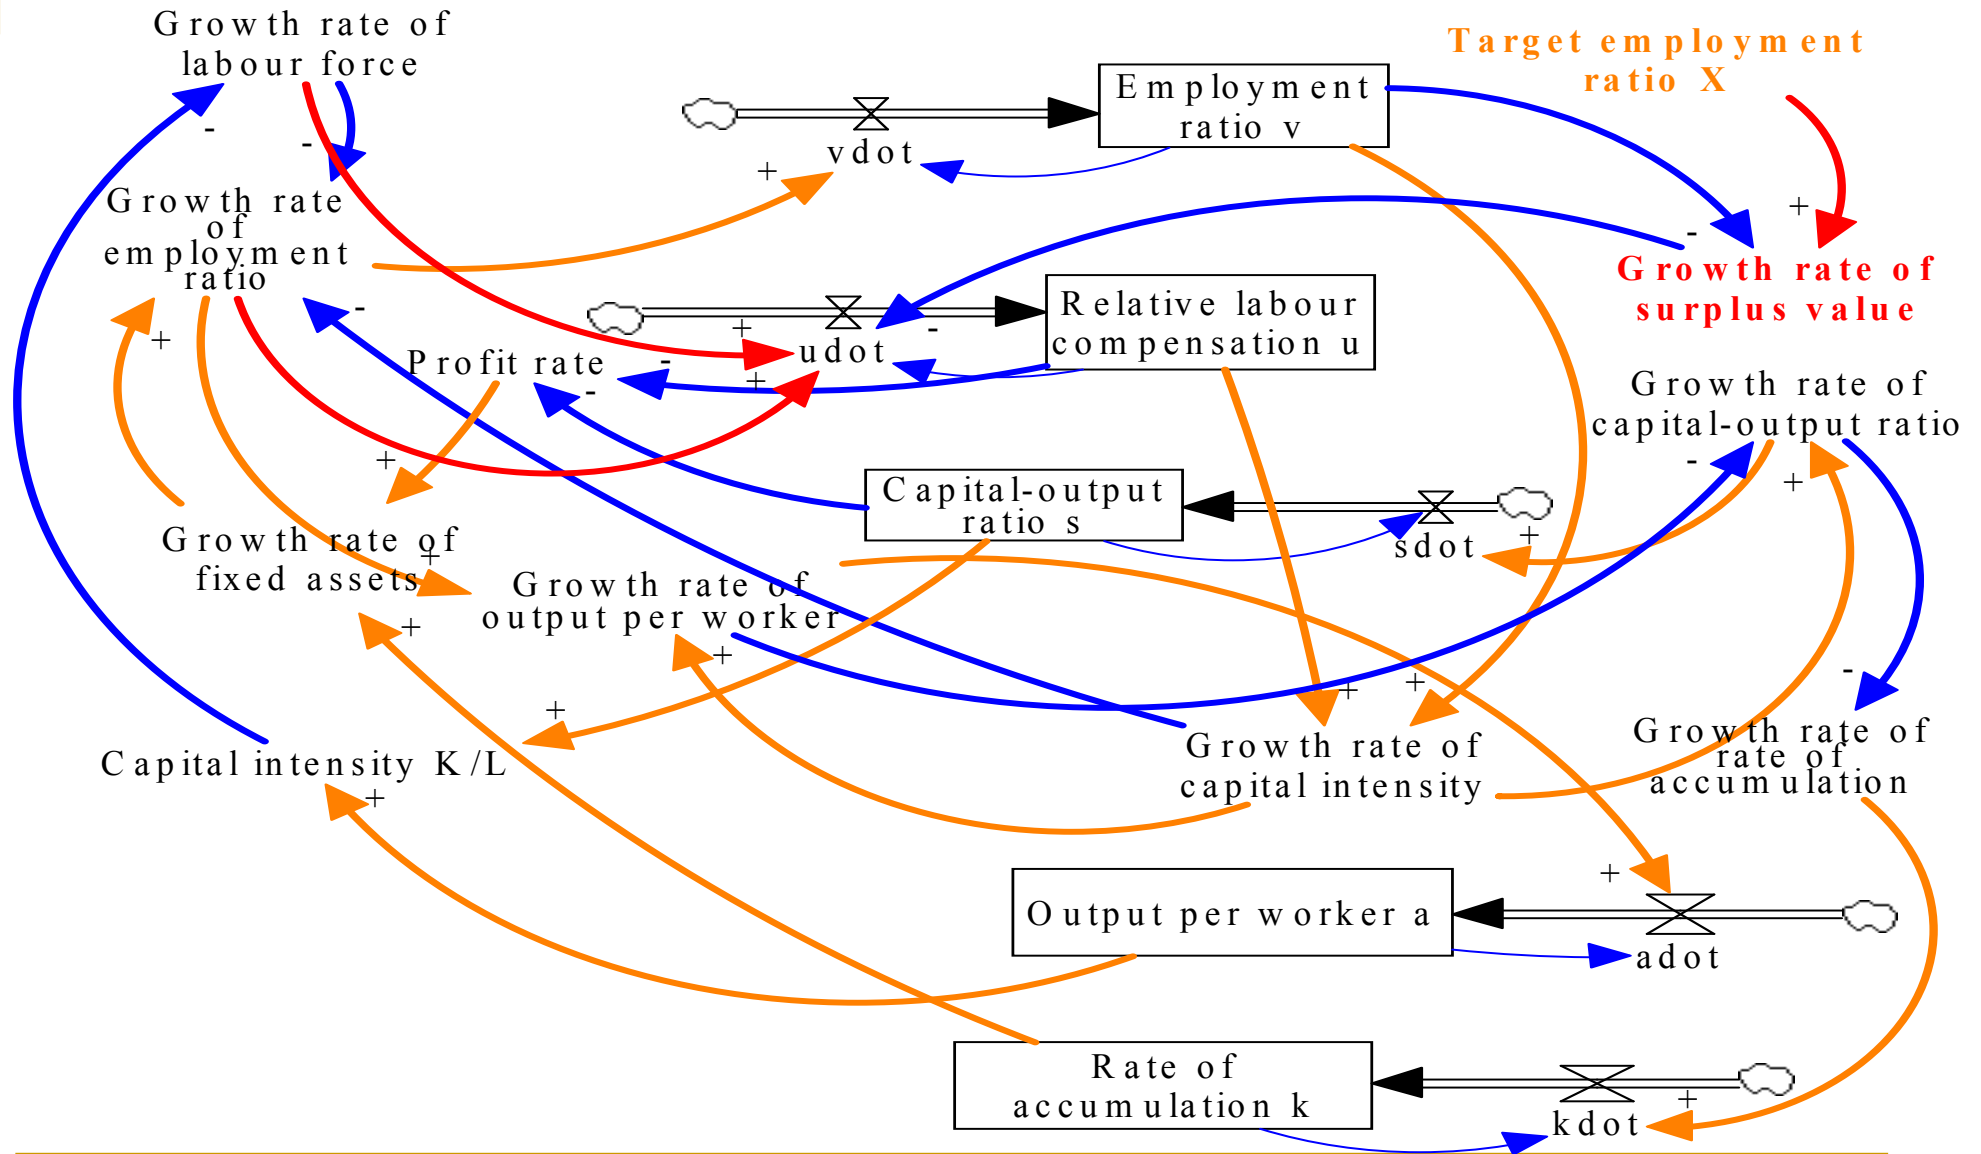 Growth rate of
labour force
-
-
Target employment
ratio X
Employment
ratio v
vdot
+
+
-
Growth rate
of
employment
ratio
-
+
Growth rate of
surplus value
Relative labour
compensation u
+
-
udot
+
Profit rate
-
-
+
Growth rate of
capital-output ratio
-
+
Capital-output
ratio s
sdot
+
Growth rate of
fixed assets
+
+
Growth rate of
output per worker
+
+
Capital intensity K/L
+
+
+
Growth rate of
capital intensity
-
Growth rate of
rate of
accumulation
+
Output per worker a
adot
Rate of
accumulation k
+
kdot